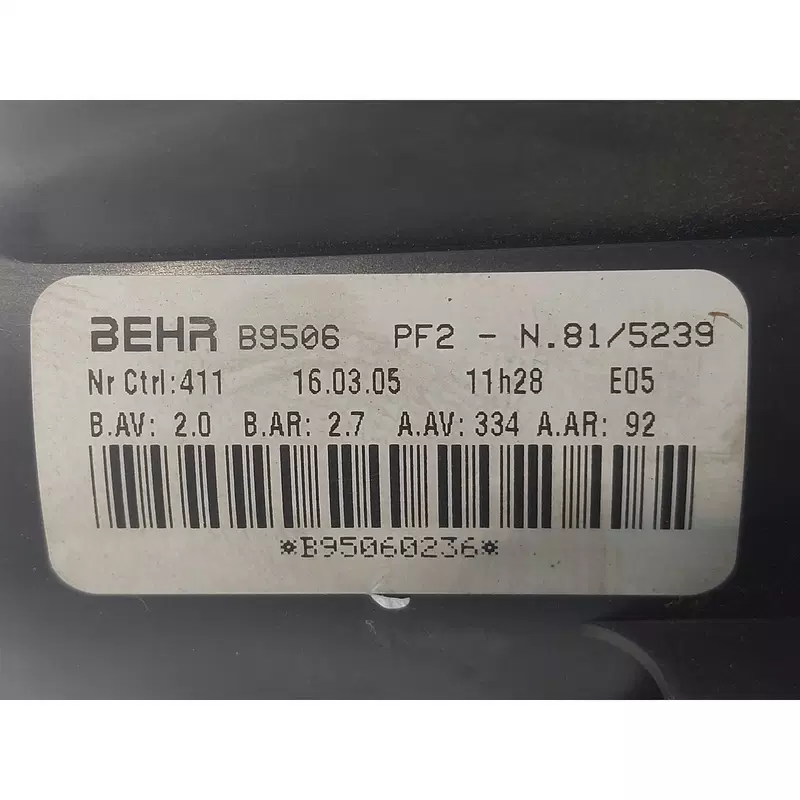 BEHR B9506 PF2 - N.81/5239
Nr Ctrl:411 16.03.05 11h28 E05
B.AV: 2.0 B.AR: 2.7 A.AV: 334 A.AR: 92
*B95060236*